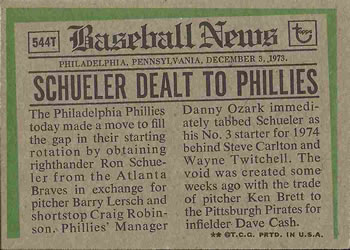 544T
Baseball News
Topps
PHILADELPHIA, PENNSYLVANIA, DECEMBER 3, 1973.
SCHUELER DEALT TO PHILLIES
The Philadelphia Phillies
today made a move to fill
the gap in their starting
rotation by obtaining
righthander Ron Schue-
ler from the Atlanta
Braves in exchange for
pitcher Barry Lersch and
shortstop Craig Robin-
son. Phillies' Manager
Danny Ozark immedi-
ately tabbed Schueler as
his No. 3 starter for 1974
behind Steve Carlton and
Wayne Twitchell. The
void was created some
weeks ago with the trade
of pitcher Ken Brett to
the Pittsburgh Pirates for
infielder Dave Cash.
** ©T.C.G. PRTD. IN U.S.A.